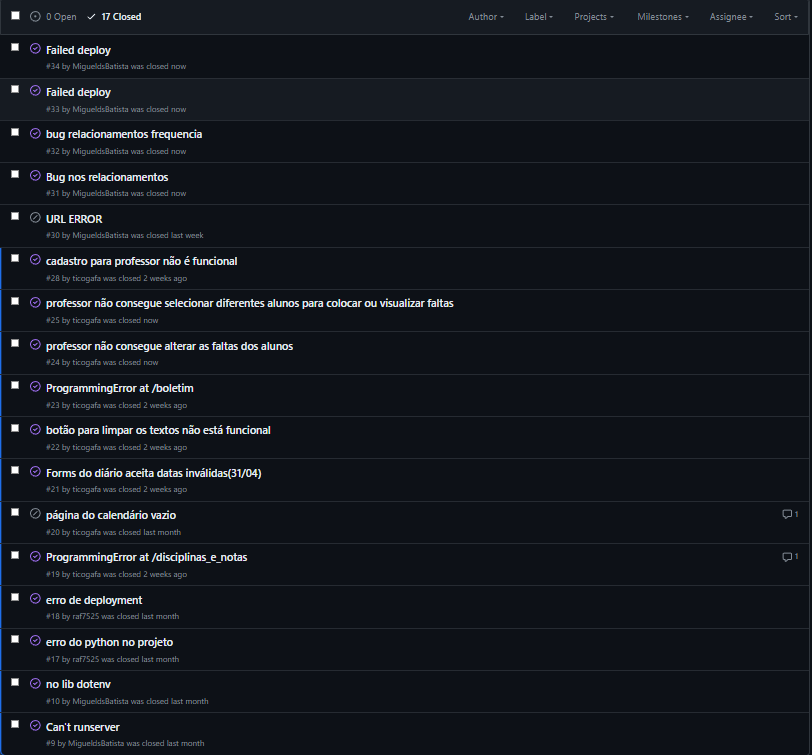 0 Open 17 Closed Author Label Projects Milestones Assignee Sort
Failed deploy
#34 by MigueldsBatista was closed now
Failed deploy
#33 by MigueldsBatista was closed now
bug relacionamentos frequencia
#32 by MigueldsBatista was closed now
Bug nos relacionamentos
#31 by MigueldsBatista was closed now
URL ERROR
#30 by MigueldsBatista was closed last week
cadastro para professor não é funcional
#28 by ticogafa was closed 2 weeks ago
professor não consegue selecionar diferentes alunos para colocar ou visualizar faltas
#25 by ticogafa was closed now
professor não consegue alterar as faltas dos alunos
#24 by ticogafa was closed now
ProgrammingError at /boletim
#23 by ticogafa was closed 2 weeks ago
botão para limpar os textos não está funcional
#22 by ticogafa was closed 2 weeks ago
Forms do diário aceita datas inválidas(31/04)
#21 by ticogafa was closed 2 weeks ago
página do calendário vazio 1
#20 by ticogafa was closed last month
ProgrammingError at /disciplinas_e_notas 1
#19 by ticogafa was closed 2 weeks ago
erro de deployment
#18 by raf7525 was closed last month
erro do python no projeto
#17 by raf7525 was closed last month
no lib dotenv
#10 by MigueldsBatista was closed last month
Can't runserver
#9 by MigueldsBatista was closed last month